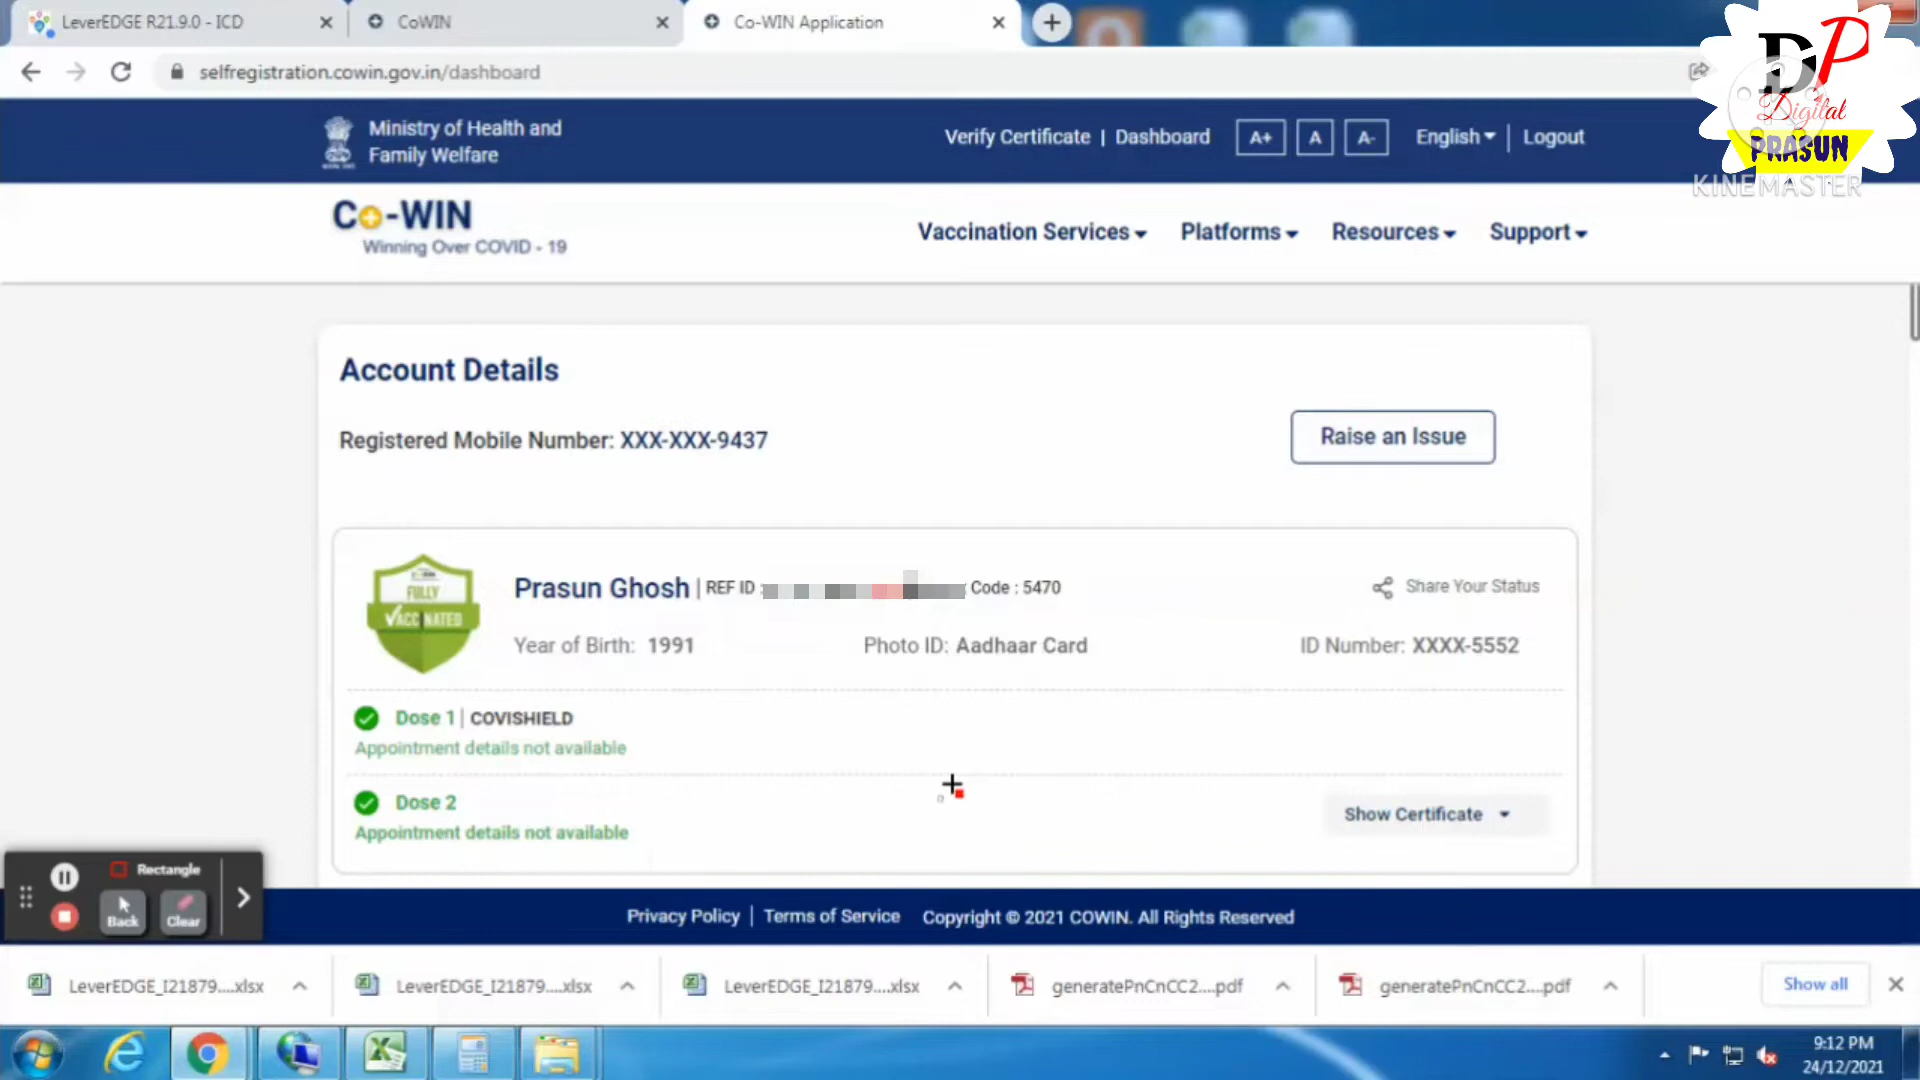 LeverEDGE R21.9.0 - ICD
CoWIN
Co-WIN Application
selfregistration.cowin.gov.in/dashboard
DP
Digital
PRASUN
KINEMASTER
Ministry of Health and
Family Welfare
Verify Certificate | Dashboard
A+
A
A-
English
Logout
Co-WIN
Winning Over COVID - 19
Vaccination Services
Platforms
Resources
Support
Account Details
Registered Mobile Number: XXX-XXX-9437
Raise an Issue
FULLY
VACCINATED
Prasun Ghosh | REF ID :
Code : 5470
Share Your Status
Year of Birth: 1991
Photo ID: Aadhaar Card
ID Number: XXXX-5552
Dose 1 | COVISHIELD
Appointment details not available
Dose 2
Appointment details not available
Show Certificate
Rectangle
Back
Clear
Privacy Policy | Terms of Service
Copyright © 2021 COWIN. All Rights Reserved
LeverEDGE_I21879....xlsx
LeverEDGE_I21879....xlsx
LeverEDGE_I21879....xlsx
generatePnCnCC2....pdf
generatePnCnCC2....pdf
Show all
9:12 PM
24/12/2021